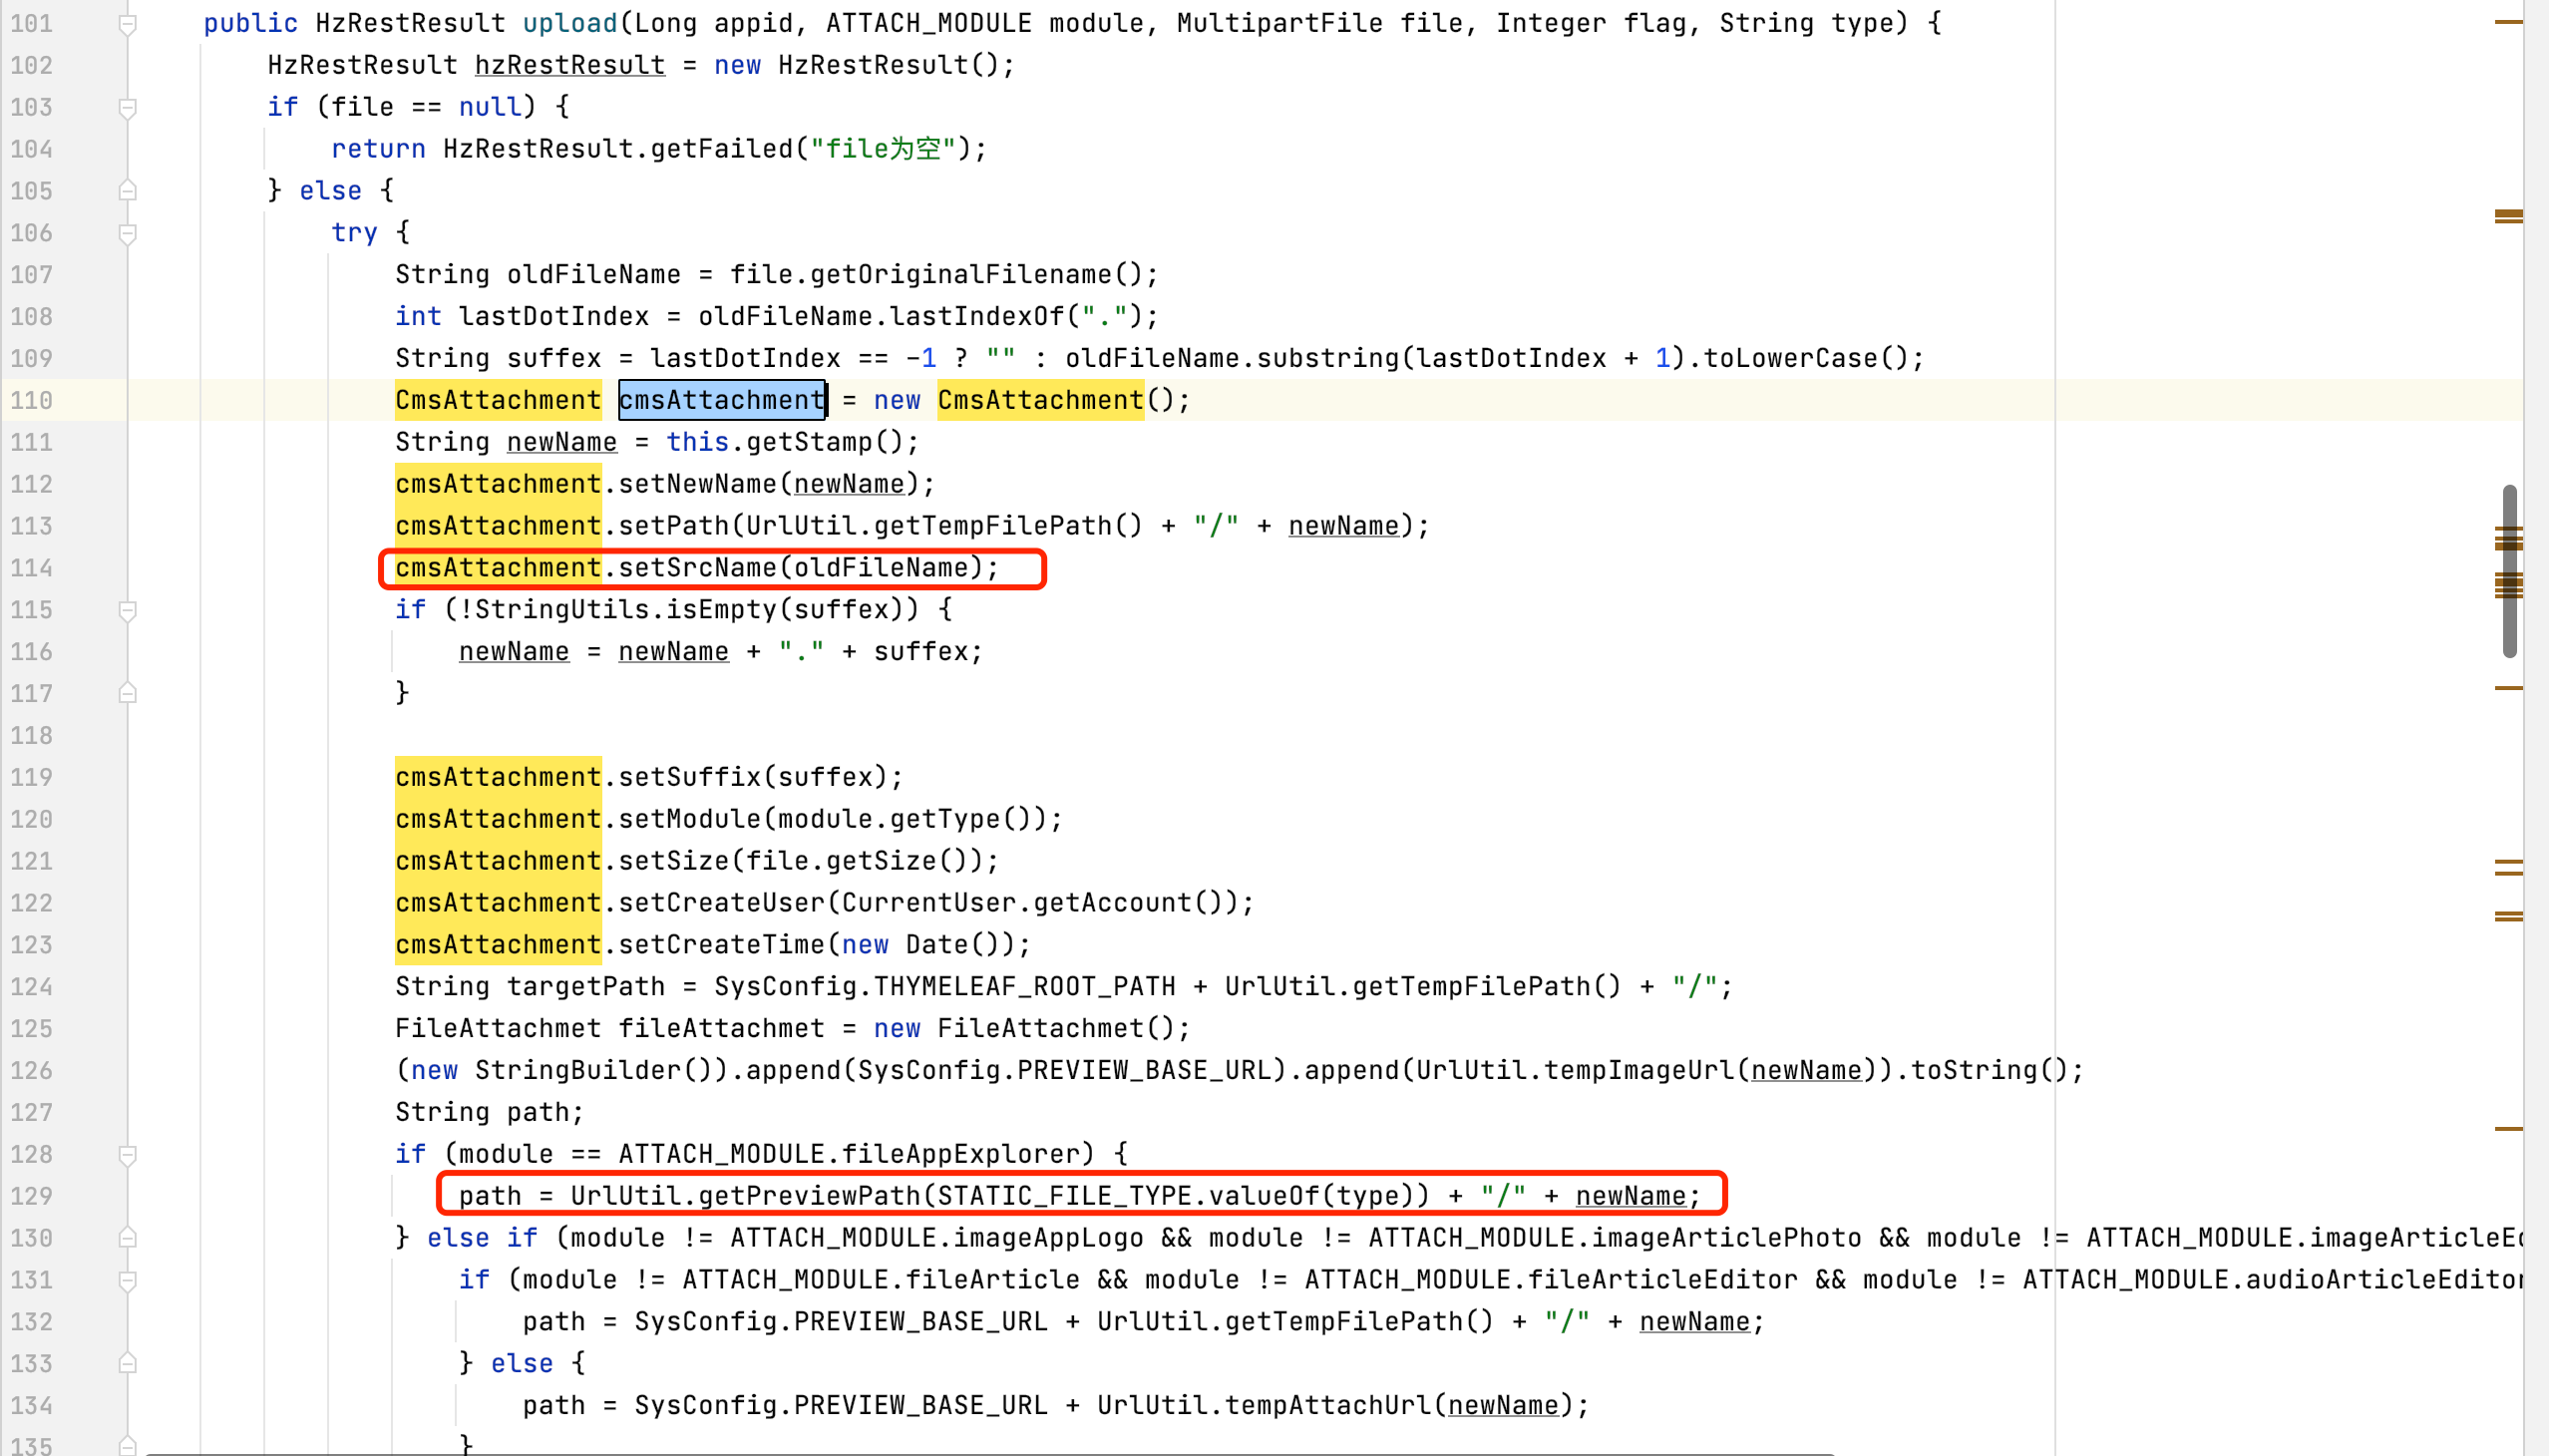 101 public HzRestResult upload(Long appid, ATTACH_MODULE module, MultipartFile file, Integer flag, String type) {
102 HzRestResult hzRestResult = new HzRestResult();
103 if (file == null) {
104 return HzRestResult.getFailed("file为空");
105 } else {
106 try {
107 String oldFileName = file.getOriginalFilename();
108 int lastDotIndex = oldFileName.lastIndexOf(".");
109 String suffex = lastDotIndex == -1 ? "" : oldFileName.substring(lastDotIndex + 1).toLowerCase();
110 CmsAttachment cmsAttachment = new CmsAttachment();
111 String newName = this.getStamp();
112 cmsAttachment.setNewName(newName);
113 cmsAttachment.setPath(UrlUtil.getTempFilePath() + "/" + newName);
114 cmsAttachment.setSrcName(oldFileName);
115 if (!StringUtils.isEmpty(suffex)) {
116 newName = newName + "." + suffex;
117 }
118
119 cmsAttachment.setSuffix(suffex);
120 cmsAttachment.setModule(module.getType());
121 cmsAttachment.setSize(file.getSize());
122 cmsAttachment.setCreateUser(CurrentUser.getAccount());
123 cmsAttachment.setCreateTime(new Date());
124 String targetPath = SysConfig.THYMELEAF_ROOT_PATH + UrlUtil.getTempFilePath() + "/";
125 FileAttachmet fileAttachmet = new FileAttachmet();
126 (new StringBuilder()).append(SysConfig.PREVIEW_BASE_URL).append(UrlUtil.tempImageUrl(newName)).toString();
127 String path;
128 if (module == ATTACH_MODULE.fileAppExplorer) {
129 path = UrlUtil.getPreviewPath(STATIC_FILE_TYPE.valueOf(type)) + "/" + newName;
130 } else if (module != ATTACH_MODULE.imageAppLogo && module != ATTACH_MODULE.imageArticlePhoto && module != ATTACH_MODULE.imageArticleE
131 if (module != ATTACH_MODULE.fileArticle && module != ATTACH_MODULE.fileArticleEditor && module != ATTACH_MODULE.audioArticleEditor
132 path = SysConfig.PREVIEW_BASE_URL + UrlUtil.getTempFilePath() + "/" + newName;
133 } else {
134 path = SysConfig.PREVIEW_BASE_URL + UrlUtil.tempAttachUrl(newName);
135 }